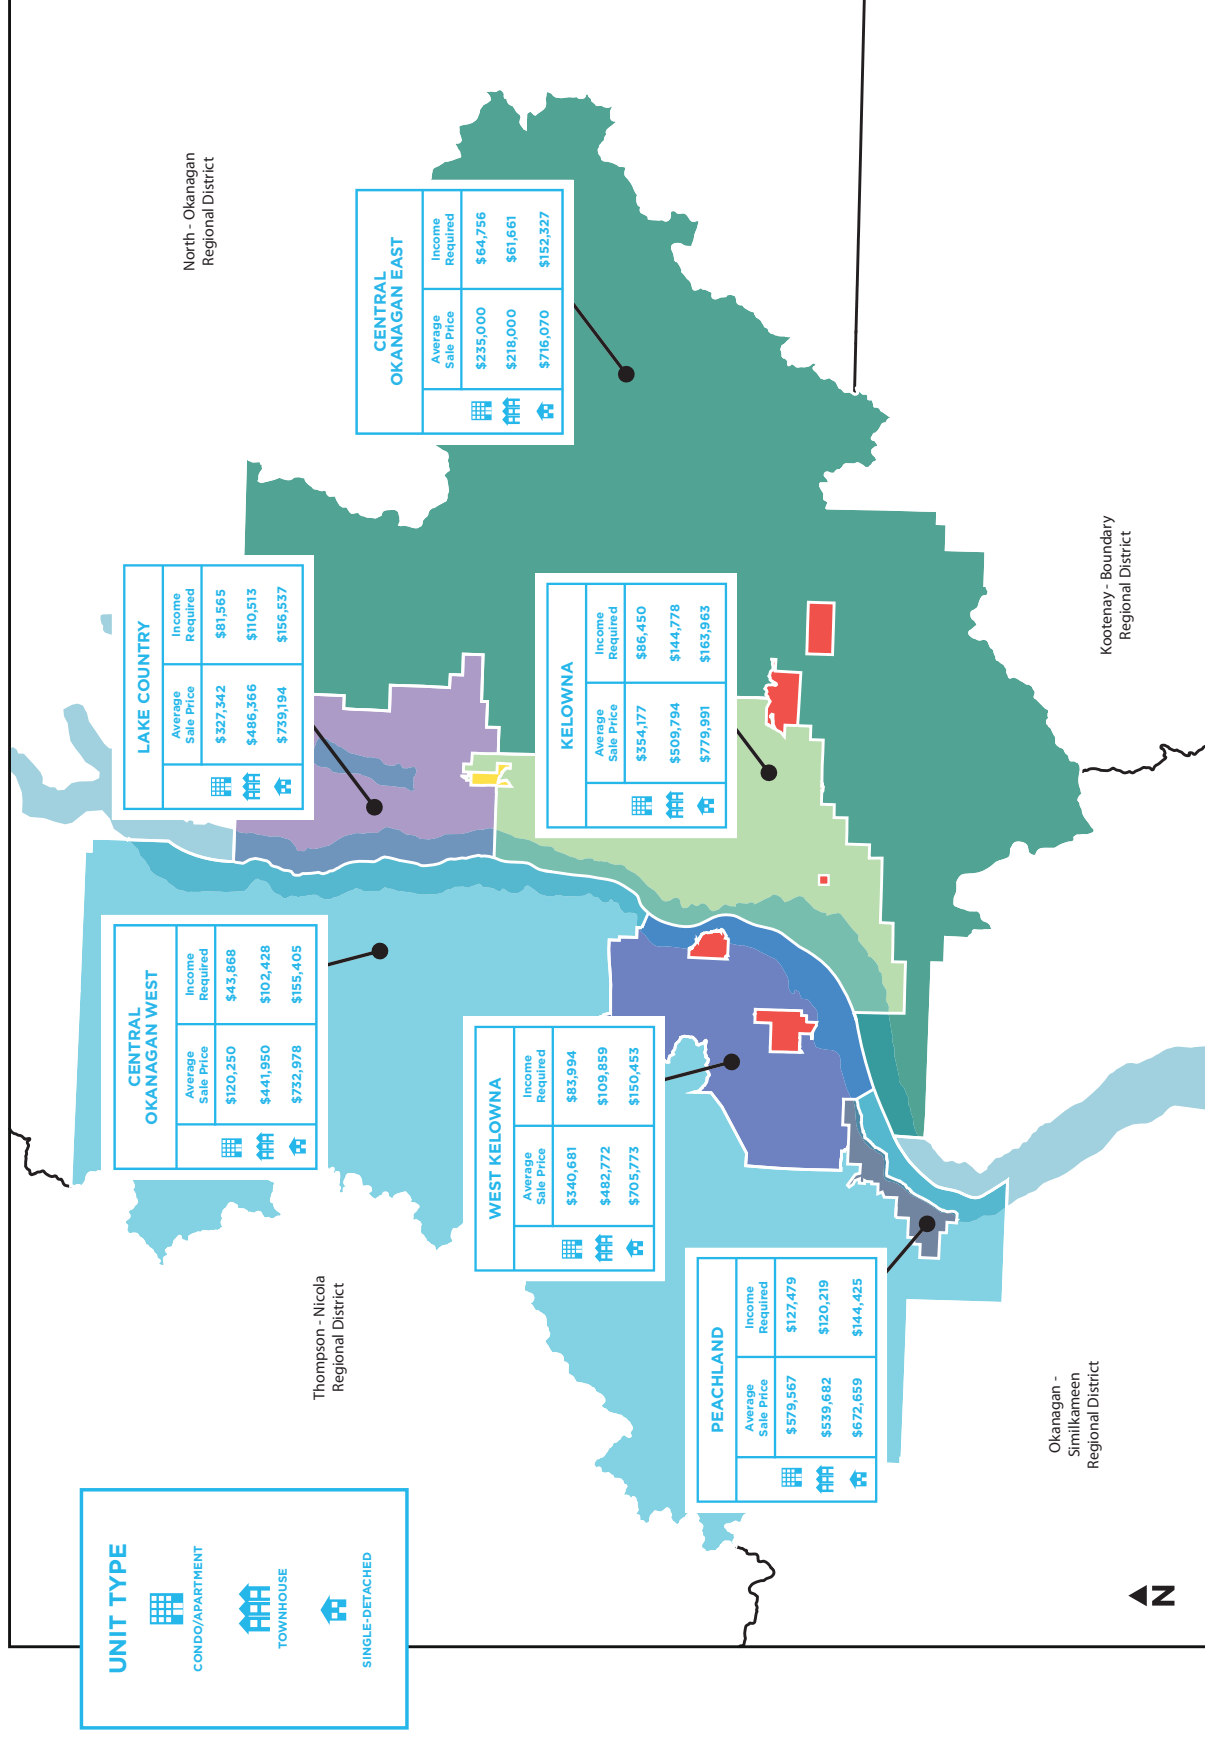 UNIT TYPE
CONDO/APARTMENT
TOWNHOUSE
SINGLE-DETACHED
Thompson - Nicola
Regional District
North - Okanagan
Regional District
Kootenay - Boundary
Regional District
Okanagan -
Similkameen
Regional District
CENTRAL
OKANAGAN WEST
Average
Sale Price
Income
Required
$120,250 $43,868
$441,950 $102,428
$732,978 $155,405
LAKE COUNTRY
Average
Sale Price
Income
Required
$327,342 $81,565
$486,366 $110,513
$739,194 $156,537
CENTRAL
OKANAGAN EAST
Average
Sale Price
Income
Required
$235,000 $64,756
$218,000 $61,661
$716,070 $152,327
WEST KELOWNA
Average
Sale Price
Income
Required
$340,681 $83,994
$482,772 $109,859
$705,773 $150,453
KELOWNA
Average
Sale Price
Income
Required
$354,177 $86,450
$509,794 $144,778
$779,991 $163,963
PEACHLAND
Average
Sale Price
Income
Required
$579,567 $127,479
$539,682 $120,219
$672,659 $144,425
N